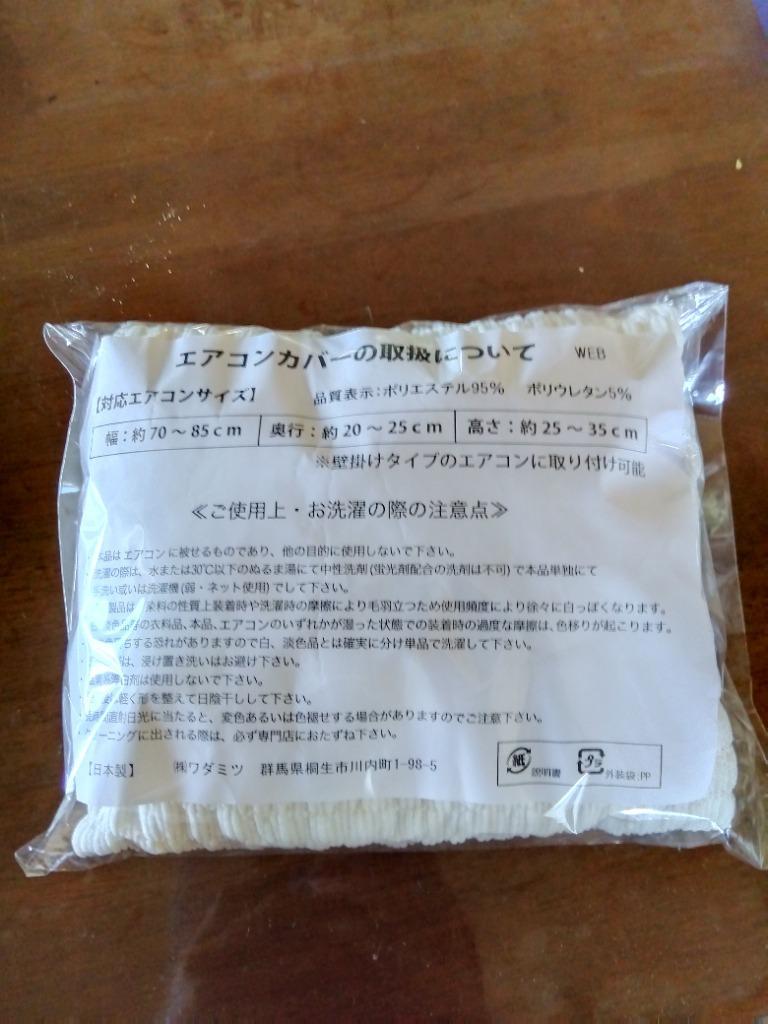 エアコンカバーの取扱について WEB
【対応エアコンサイズ】 品質表示:ポリエステル95% ポリウレタン5%
幅:約70～85cm 奥行:約20～25cm 高さ:約25～35cm
※壁掛けタイプのエアコンに取り付け可能
≪ご使用上・お洗濯の際の注意点≫
本品はエアコンに被せるものであり、他の目的に使用しないで下さい。
洗濯の際は、水または30℃以下のぬるま湯にて中性洗剤(蛍光剤配合の洗剤は不可)で本品単独にて
手洗い或いは洗濯機(弱・ネット使用)でして下さい。
製品は、染料の性質上装着時や洗濯時の摩擦により毛羽立つため使用頻度により徐々に白っぽくなります。
淡色品等の衣料品、本品、エアコンのいずれかが湿った状態での装着時の過度な摩擦は、色移りが起こります。
する恐れがありますので白、淡色品とは確実に分け単品で洗濯して下さい。
は、浸け置き洗いはお避け下さい。
白剤は使用しないで下さい。
軽く形を整えて日陰干しして下さい。
直射日光に当たると、変色あるいは色褪せする場合がありますのでご注意下さい。
クリーニングに出される際は、必ず専門店におたずね下さい。
【日本製】 ㈱ワダミツ 群馬県桐生市川内町1-98-5
紙 説明書 プラ 外装袋:PP